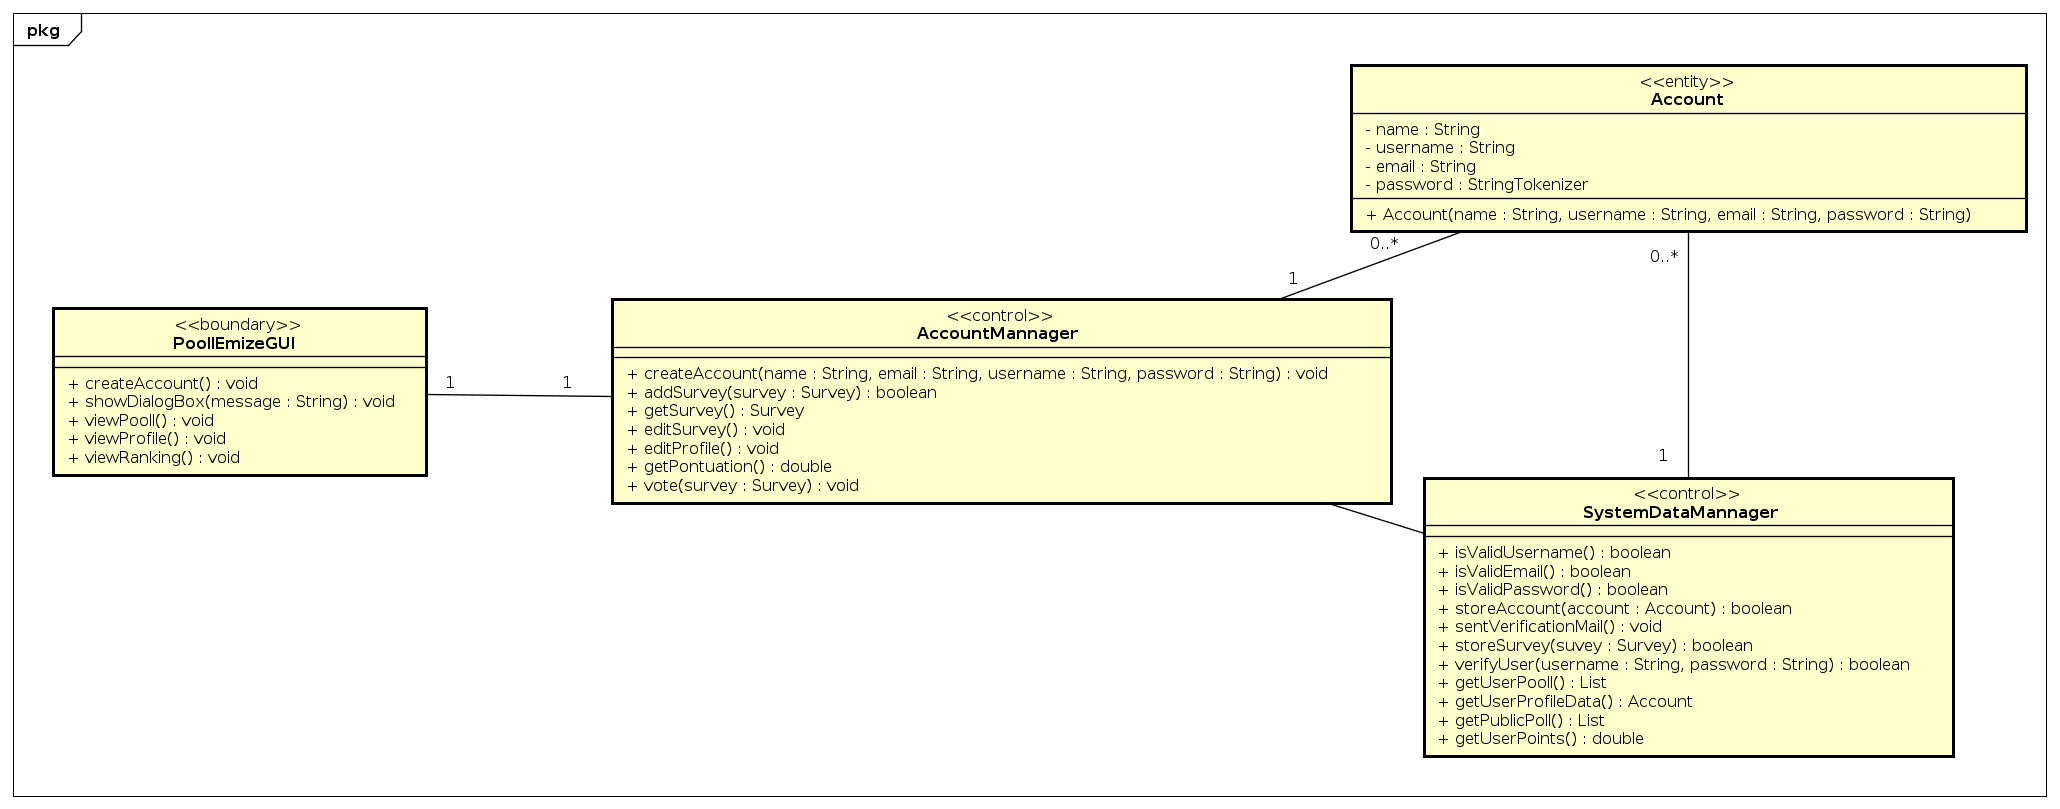 pkg
<<entity>>
Account
- name : String
- username : String
- email : String
- password : StringTokenizer
+ Account(name : String, username : String, email : String, password : String)
0..*
0..*
1
1
<<boundary>>
PoollEmizeGUI
+ createAccount() : void
+ showDialogBox(message : String) : void
+ viewPooll() : void
+ viewProfile() : void
+ viewRanking() : void
1
1
<<control>>
AccountMannager
+ createAccount(name : String, email : String, username : String, password : String) : void
+ addSurvey(survey : Survey) : boolean
+ getSurvey() : Survey
+ editSurvey() : void
+ editProfile() : void
+ getPontuation() : double
+ vote(survey : Survey) : void
<<control>>
SystemDataMannager
+ isValidUsername() : boolean
+ isValidEmail() : boolean
+ isValidPassword() : boolean
+ storeAccount(account : Account) : boolean
+ sentVerificationMail() : void
+ storeSurvey(suvey : Survey) : boolean
+ verifyUser(username : String, password : String) : boolean
+ getUserPooll() : List
+ getUserProfileData() : Account
+ getPublicPoll() : List
+ getUserPoints() : double